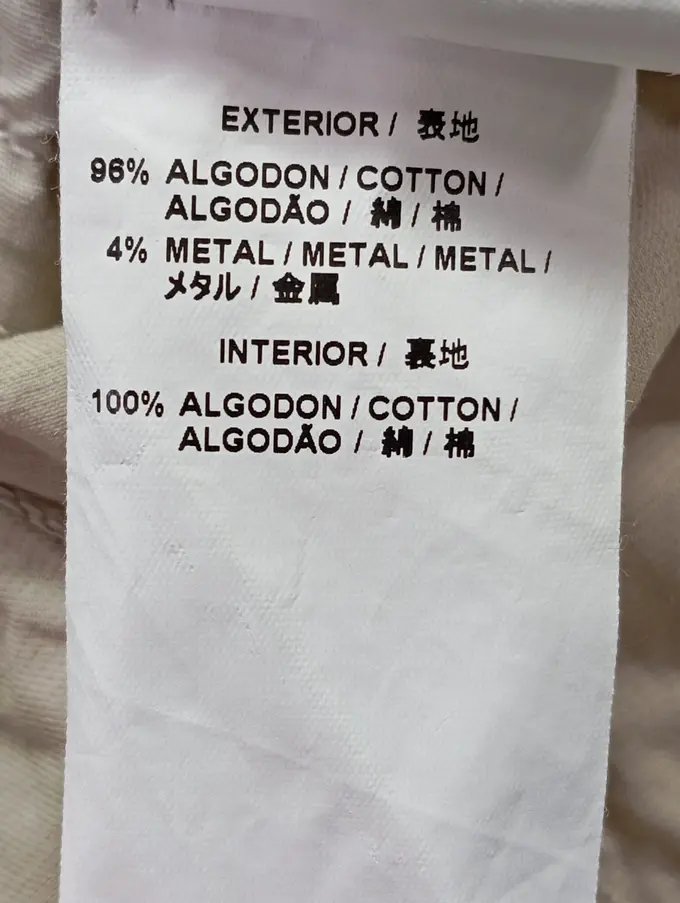 EXTERIOR / 表地
96% ALGODON / COTTON /
ALGODÃO / 綿 / 棉
4% METAL / METAL / METAL /
メタル / 金属
INTERIOR / 裏地
100% ALGODON / COTTON /
ALGODÃO / 綿 / 棉